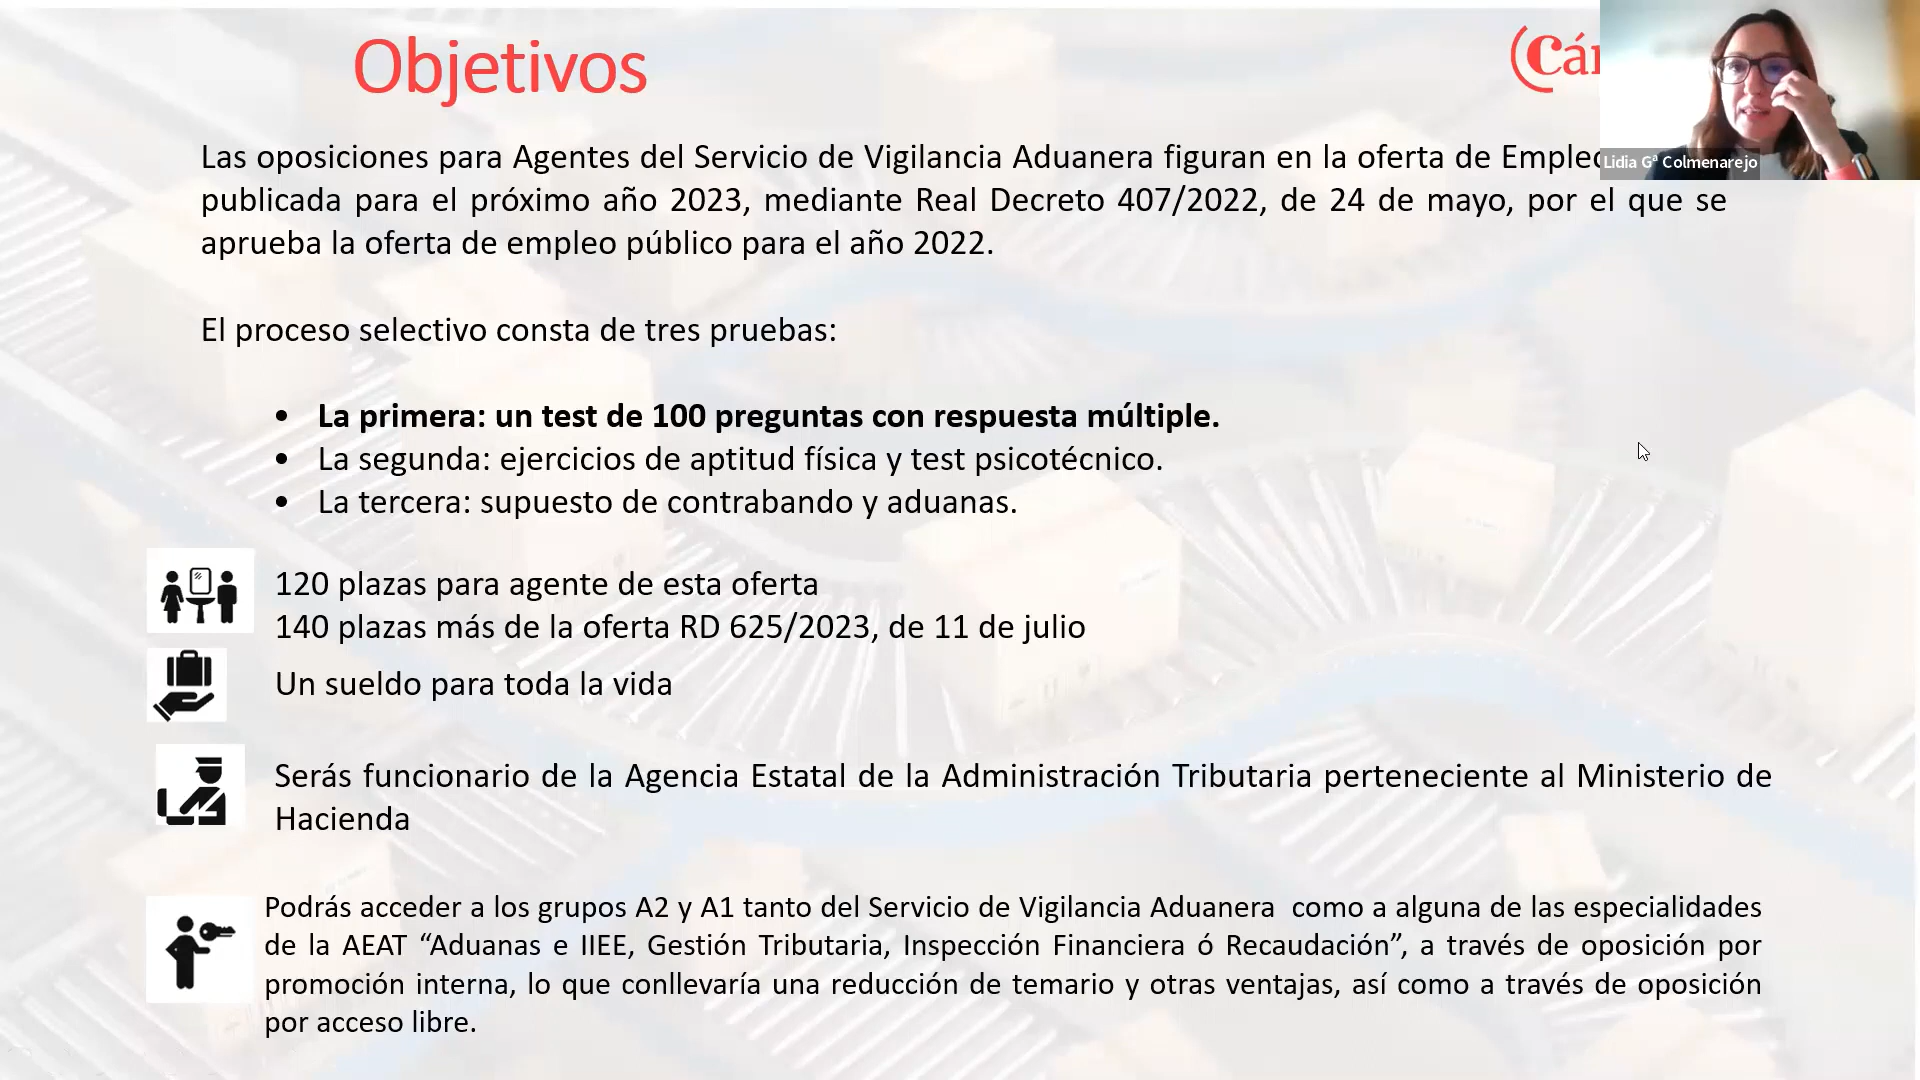 Objetivos
(Cá
Las oposiciones para Agentes del Servicio de Vigilancia Aduanera figuran en la oferta de Empleo
Lidia Gª Colmenarejo
publicada para el próximo año 2023, mediante Real Decreto 407/2022, de 24 de mayo, por el que se
aprueba la oferta de empleo público para el año 2022.
El proceso selectivo consta de tres pruebas:
• La primera: un test de 100 preguntas con respuesta múltiple.
• La segunda: ejercicios de aptitud física y test psicotécnico.
• La tercera: supuesto de contrabando y aduanas.
120 plazas para agente de esta oferta
140 plazas más de la oferta RD 625/2023, de 11 de julio
Un sueldo para toda la vida
Serás funcionario de la Agencia Estatal de la Administración Tributaria perteneciente al Ministerio de
Hacienda
Podrás acceder a los grupos A2 y A1 tanto del Servicio de Vigilancia Aduanera como a alguna de las especialidades
de la AEAT “Aduanas e IIEE, Gestión Tributaria, Inspección Financiera ó Recaudación”, a través de oposición por
promoción interna, lo que conllevaría una reducción de temario y otras ventajas, así como a través de oposición
por acceso libre.